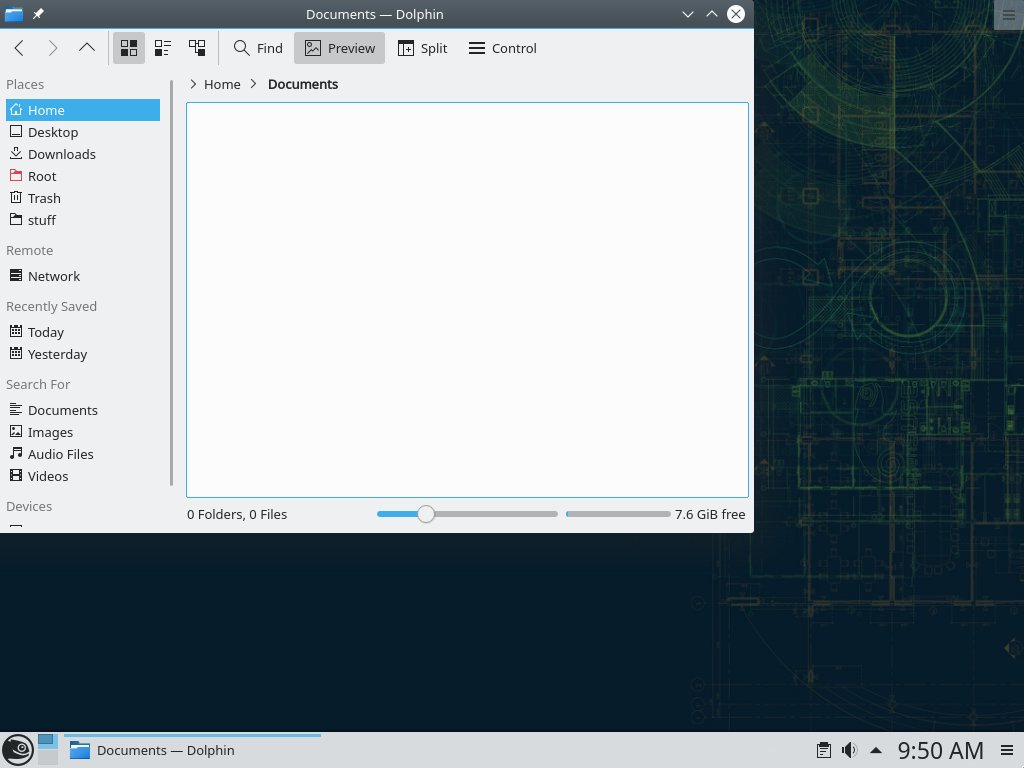 Documents — Dolphin
Find
Preview
Split
Control
Places
Home
Desktop
Downloads
Root
Trash
stuff
Remote
Network
Recently Saved
Today
Yesterday
Search For
Documents
Images
Audio Files
Videos
Devices
Home
Documents
0 Folders, 0 Files
7.6 GiB free
Documents — Dolphin
9:50 AM